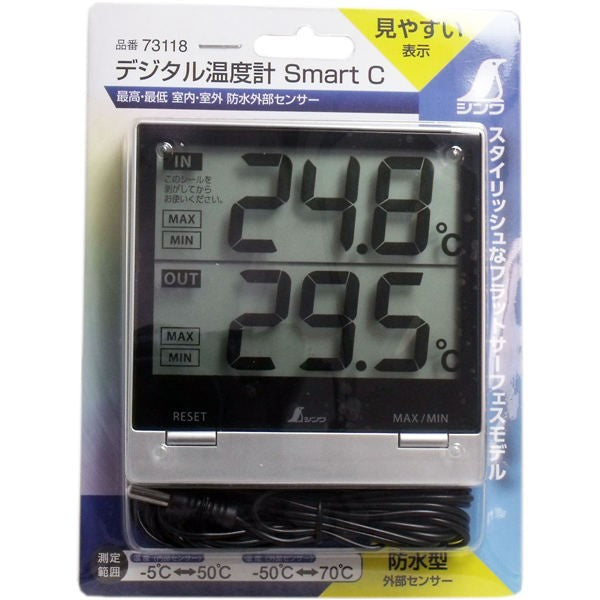 品番 73118
デジタル温度計 Smart C
最高・最低 室内・室外 防水外部センサー
見やすい
表示
シンワ
スタイリッシュなフラットサーフェスモデル
IN
このシールを
剥がしてから
お使いください。
MAX
MIN
24.8℃
OUT
MAX
MIN
29.5℃
RESET
シンワ
MAX/MIN
測定
範囲
-5℃⇔50℃
-50℃⇔70℃
防水型
外部センサー